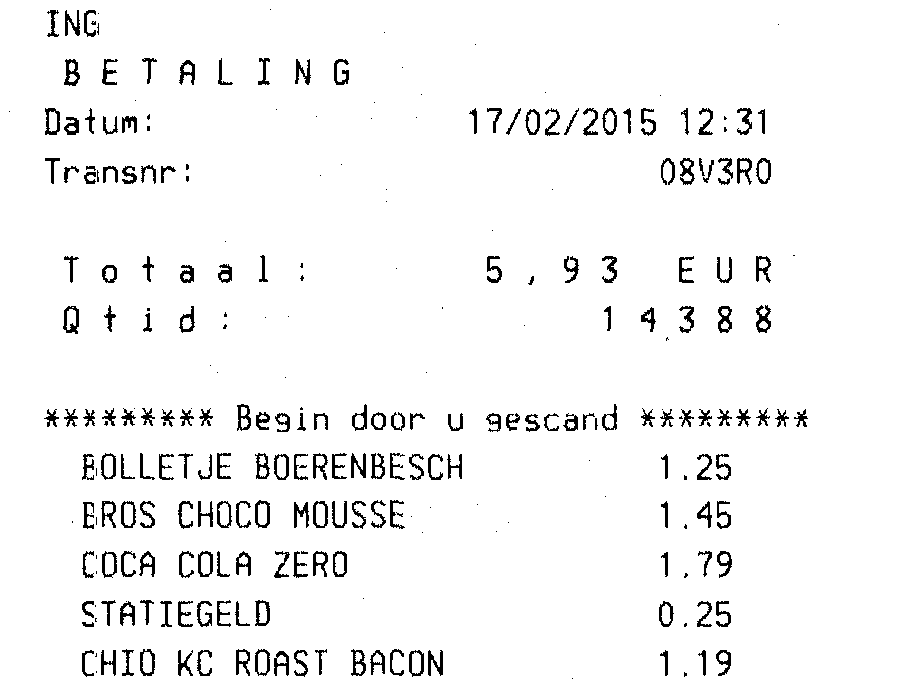 ING
B E T A L I N G
Datum: 17/02/2015 12:31
Transnr: 08V3R0
T o t a a l : 5 , 9 3 E U R
Q t i d : 1 4 3 8 8
********* Begin door u gescand *********
BOLLETJE BOERENBESCH 1.25
BROS CHOCO MOUSSE 1.45
COCA COLA ZERO 1.79
STATIEGELD 0.25
CHIO KC ROAST BACON 1.19